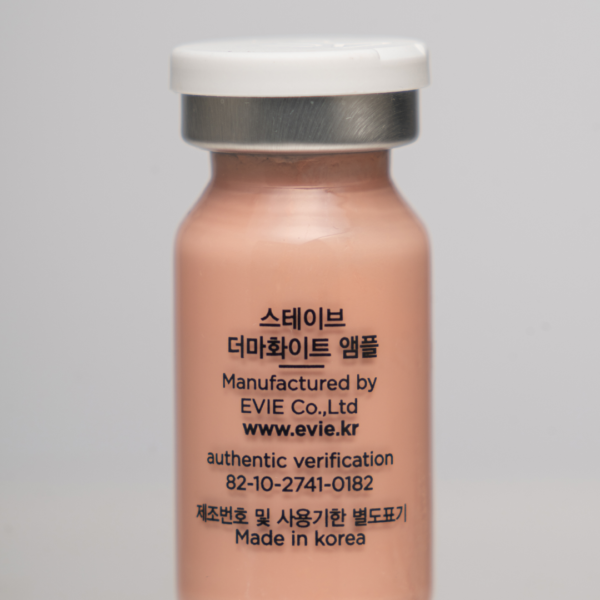 스테이브
더마화이트 앰플
Manufactured by
EVIE Co.,Ltd
www.evie.kr
authentic verification
82-10-2741-0182
제조번호 및 사용기한 별도표기
Made in korea